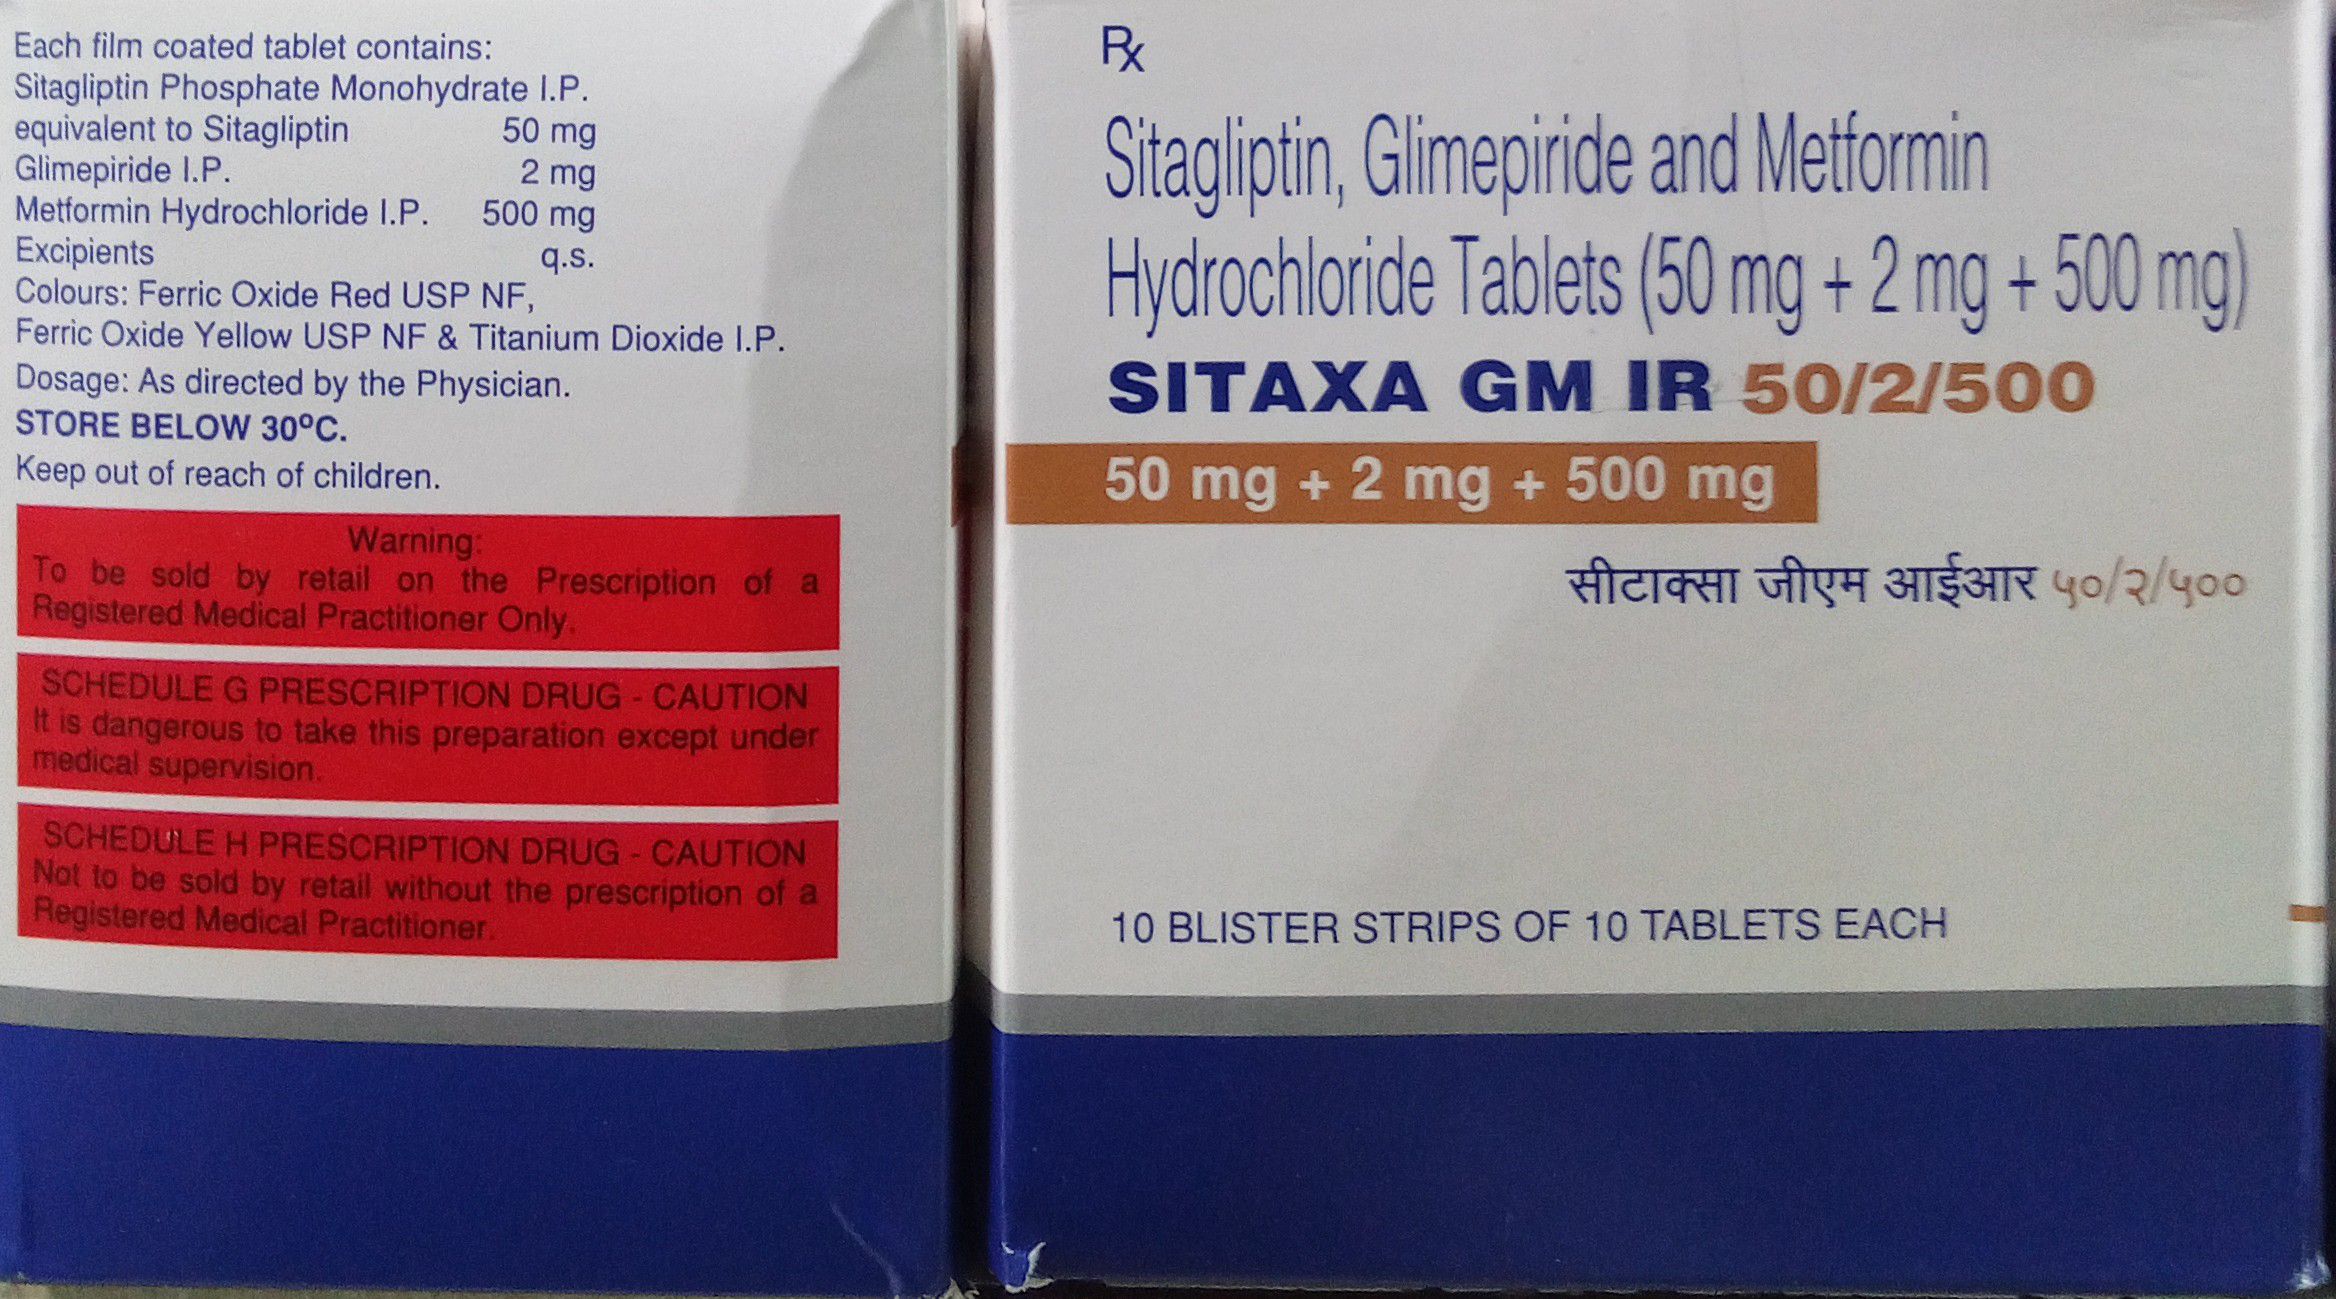 Each film coated tablet contains:
Sitagliptin Phosphate Monohydrate I.P.
equivalent to Sitagliptin 50 mg
Glimepiride I.P. 2 mg
Metformin Hydrochloride I.P. 500 mg
Excipients q.s.
Colours: Ferric Oxide Red USP NF,
Ferric Oxide Yellow USP NF & Titanium Dioxide I.P.
Dosage: As directed by the Physician.
STORE BELOW 30ºC.
Keep out of reach of children.
Warning:
To be sold by retail on the Prescription of a
Registered Medical Practitioner Only.
SCHEDULE G PRESCRIPTION DRUG - CAUTION
It is dangerous to take this preparation except under
medical supervision.
SCHEDULE H PRESCRIPTION DRUG - CAUTION
Not to be sold by retail without the prescription of a
Registered Medical Practitioner.
Rx
Sitagliptin, Glimepiride and Metformin
Hydrochloride Tablets (50 mg + 2 mg + 500 mg)
SITAXA GM IR 50/2/500
50 mg + 2 mg + 500 mg
सीटाक्सा जीएम आईआर ५०/२/५००
10 BLISTER STRIPS OF 10 TABLETS EACH